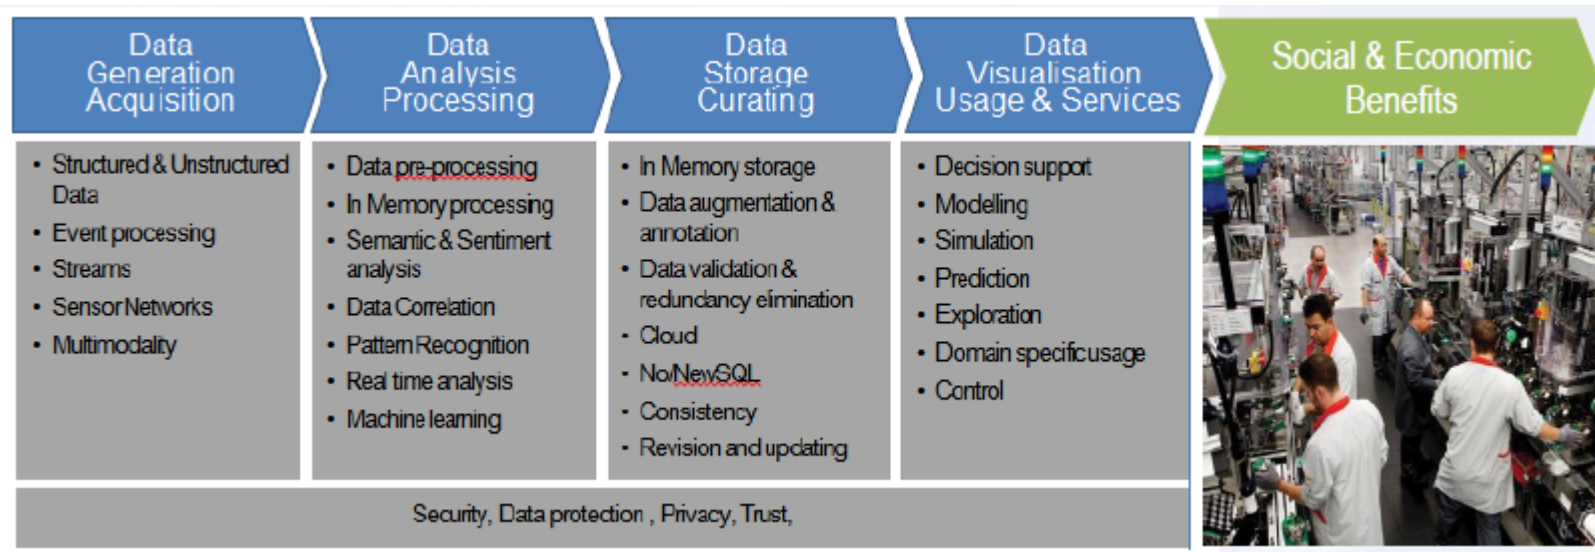 Data
Generation
Acquisition
Data
Analysis
Processing
Data
Storage
Curating
Data
Visualisation
Usage & Services
Social & Economic
Benefits
• Structured & Unstructured
Data
• Event processing
• Streams
• Sensor Networks
• Multimodality
• Data pre-processing
• In Memory processing
• Semantic & Sentiment
analysis
• Data Correlation
• Pattern Recognition
• Real time analysis
• Machine learning
• In Memory storage
• Data augmentation &
annotation
• Data validation &
redundancy elimination
• Cloud
• No/NewSQL
• Consistency
• Revision and updating
• Decision support
• Modelling
• Simulation
• Prediction
• Exploration
• Domain specific usage
• Control
Security, Data protection , Privacy, Trust,